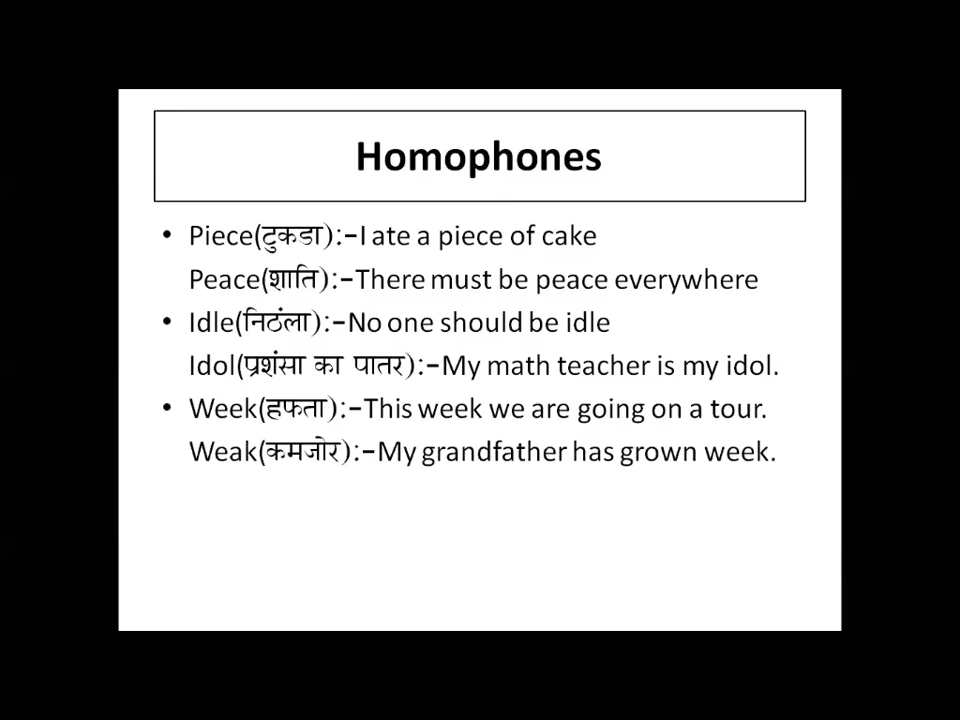 Homophones
• Piece(टुकडा):-I ate a piece of cake
Peace(शाति):-There must be peace everywhere
• Idle(निठंला):-No one should be idle
Idol(प्रशंसा का पातर):-My math teacher is my idol.
• Week(हफता):-This week we are going on a tour.
Weak(कमजोर):-My grandfather has grown week.